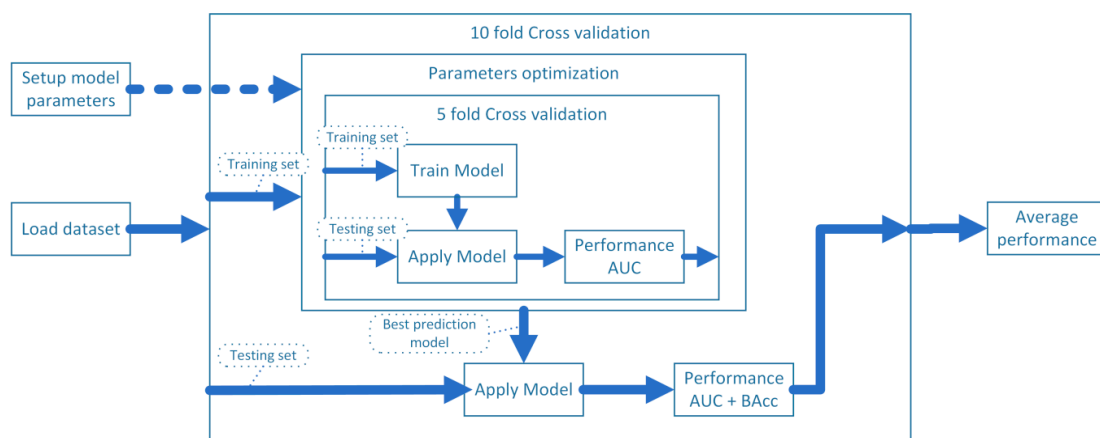 10 fold Cross validation
Setup model
parameters
Parameters optimization
5 fold Cross validation
Training set
Train Model
Training set
Load dataset
Testing set
Apply Model
Performance
AUC
Average
performance
Best prediction
model
Testing set
Apply Model
Performance
AUC + BAcc